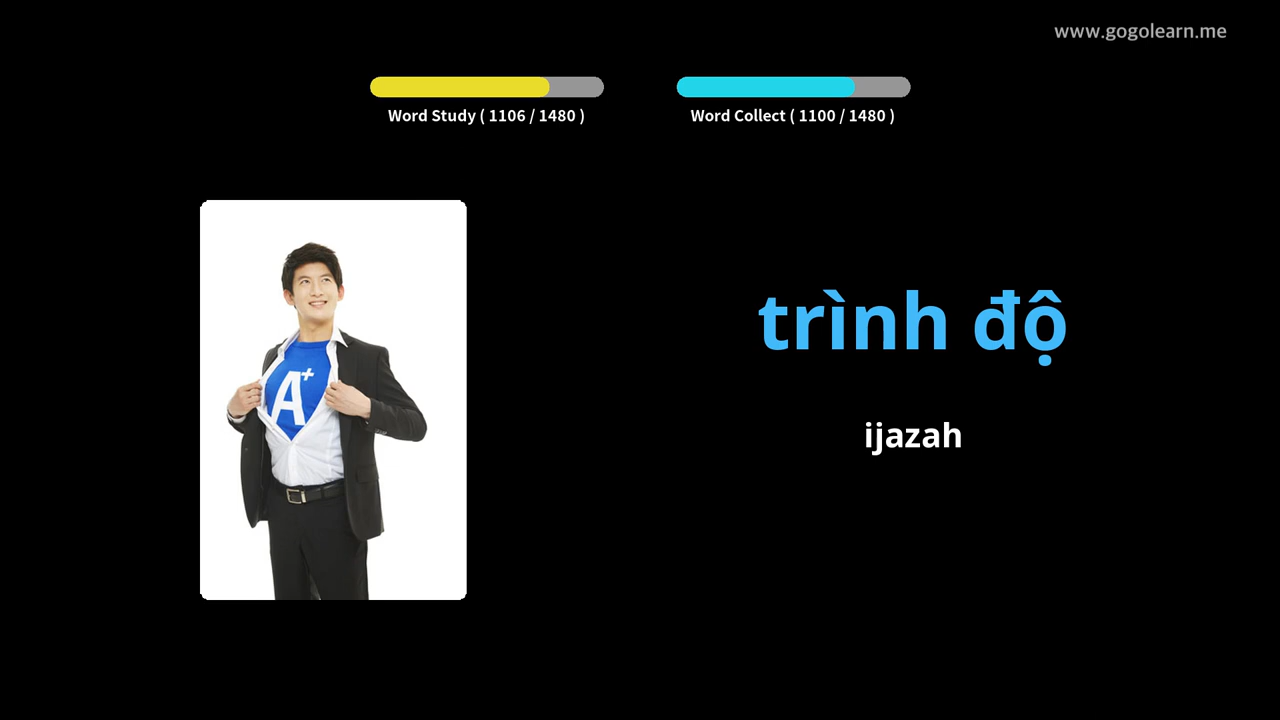 www.gogolearn.me
Word Study ( 1106 / 1480 )
Word Collect ( 1100 / 1480 )
A+
trình độ
ijazah